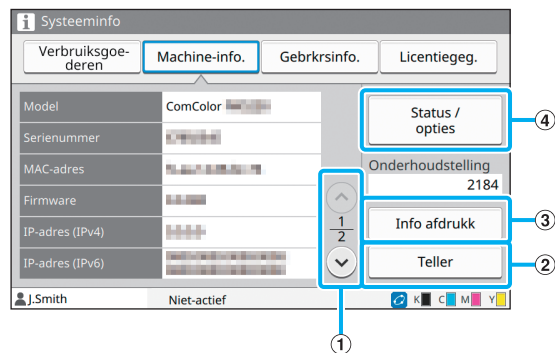 Systeeminfo
Verbruiksgoe-
deren
Machine-info.
Gebrkrsinfo.
Licentiegeg.
Model
ComColor
Serienummer
MAC-adres
Firmware
IP-adres (IPv4)
IP-adres (IPv6)
1
2
Status /
opties
Onderhoudstelling
2184
Info afdrukk
Teller
J.Smith
Niet-actief
K C M Y
4
3
2
1